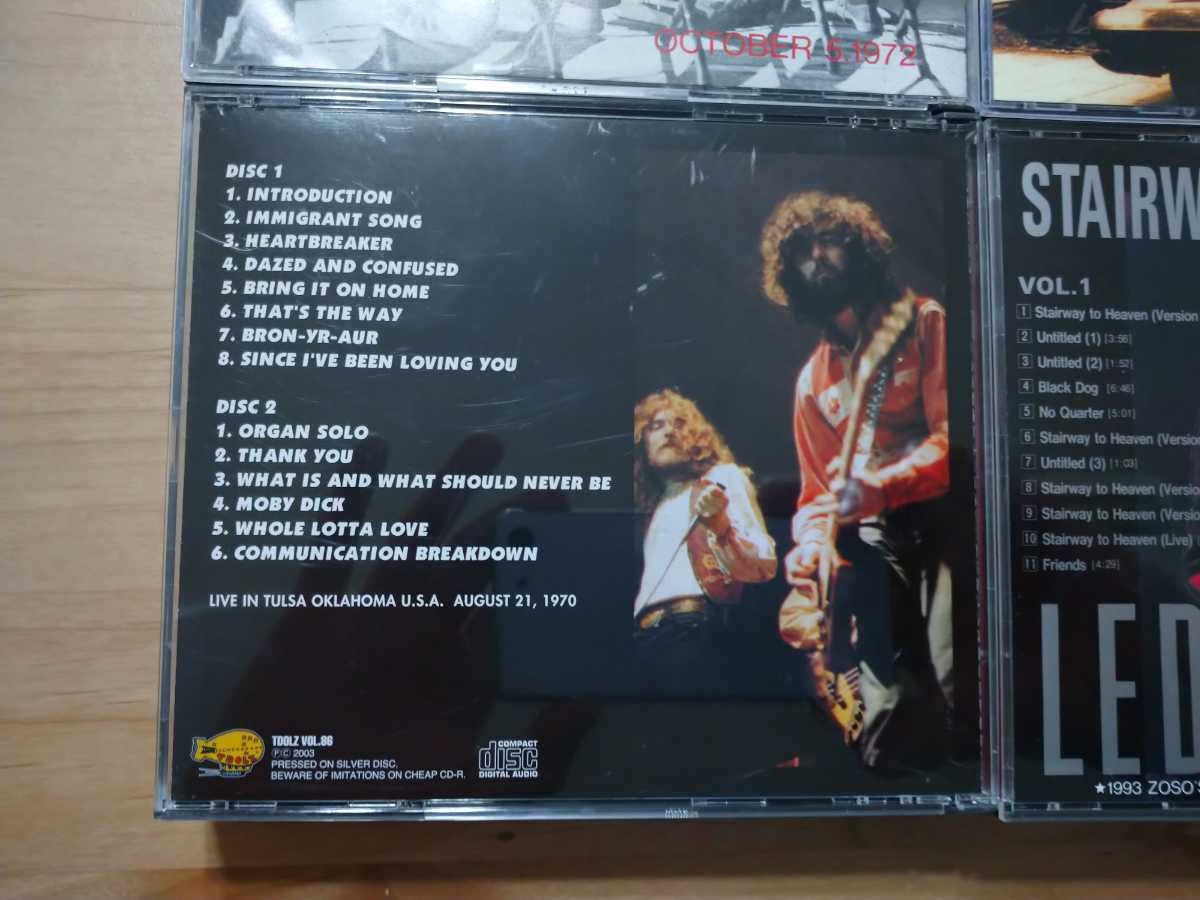 OCTOBER 5.1972
DISC 1
1. INTRODUCTION
2. IMMIGRANT SONG
3. HEARTBREAKER
4. DAZED AND CONFUSED
5. BRING IT ON HOME
6. THAT'S THE WAY
7. BRON-YR-AUR
8. SINCE I'VE BEEN LOVING YOU
DISC 2
1. ORGAN SOLO
2. THANK YOU
3. WHAT IS AND WHAT SHOULD NEVER BE
4. MOBY DICK
5. WHOLE LOTTA LOVE
6. COMMUNICATION BREAKDOWN
LIVE IN TULSA OKLAHOMA U.S.A. AUGUST 21, 1970
TDOLZ VOL.86
℗© 2003
PRESSED ON SILVER DISC.
BEWARE OF IMITATIONS ON CHEAP CD-R.
COMPACT
disc
DIGITAL AUDIO
STAIRW
VOL.1
1 Stairway to Heaven (Version
2 Untitled (1) [3:56]
3 Untitled (2) [1:52]
4 Black Dog [6:46]
5 No Quarter [5:01]
6 Stairway to Heaven (Versio
7 Untitled (3) [1:03]
8 Stairway to Heaven (Versio
9 Stairway to Heaven (Versio
10 Stairway to Heaven (Live)
11 Friends [4:29]
LED
★1993 ZOSO'S